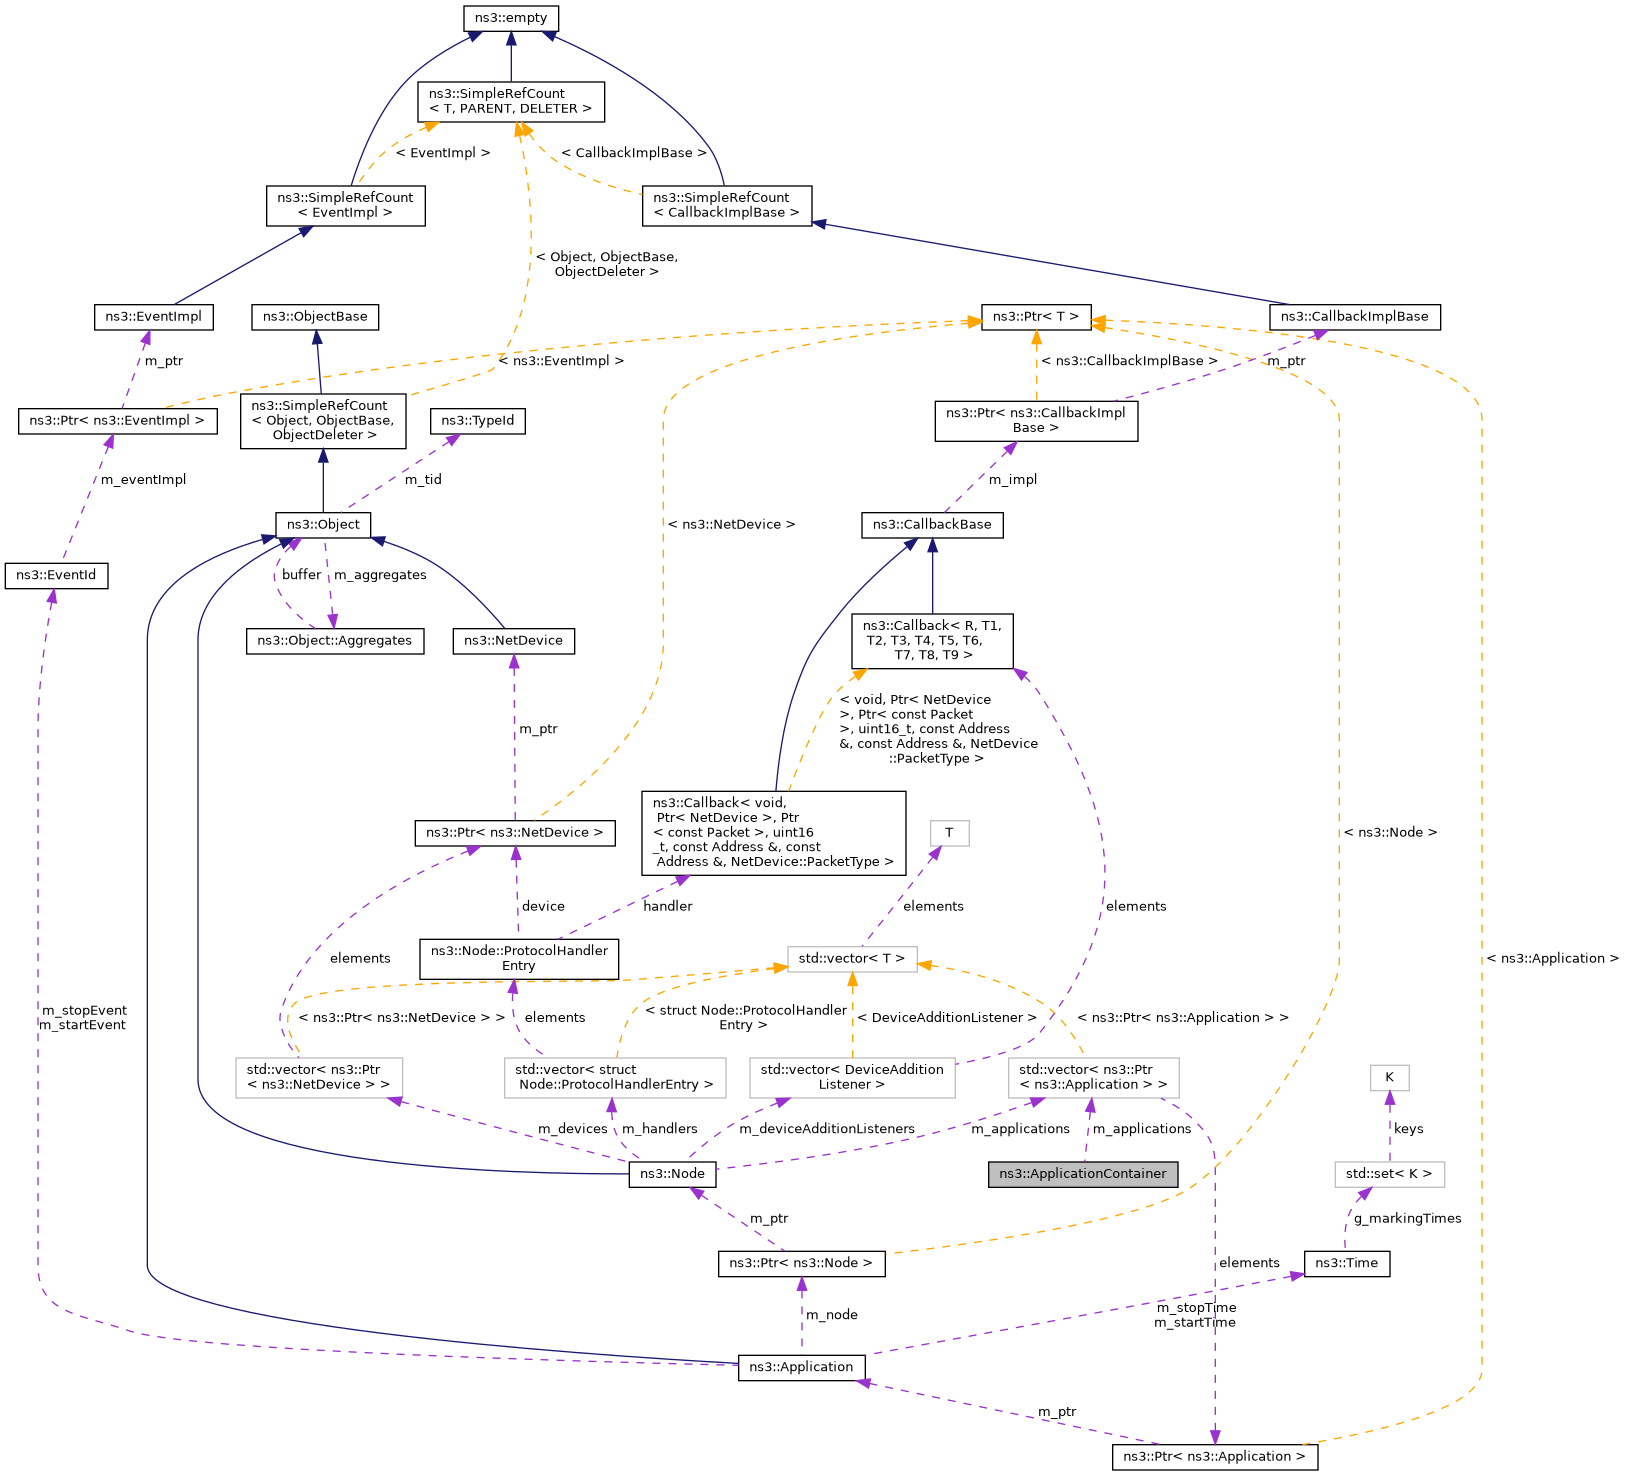 ns3::empty
ns3::SimpleRefCount
< T, PARENT, DELETER >
< EventImpl >
< CallbackImplBase >
ns3::SimpleRefCount
< EventImpl >
ns3::SimpleRefCount
< CallbackImplBase >
< Object, ObjectBase,
ObjectDeleter >
ns3::EventImpl
ns3::ObjectBase
ns3::Ptr< T >
ns3::CallbackImplBase
m_ptr
< ns3::EventImpl >
< ns3::CallbackImplBase >
m_ptr
ns3::Ptr< ns3::EventImpl >
ns3::SimpleRefCount
< Object, ObjectBase,
ObjectDeleter >
ns3::TypeId
ns3::Ptr< ns3::CallbackImpl
Base >
m_eventImpl
m_tid
m_impl
ns3::Object
< ns3::NetDevice >
ns3::CallbackBase
ns3::EventId
buffer
m_aggregates
ns3::Object::Aggregates
ns3::NetDevice
ns3::Callback< R, T1,
T2, T3, T4, T5, T6,
T7, T8, T9 >
m_ptr
< void, Ptr< NetDevice
>, Ptr< const Packet
>, uint16_t, const Address
&, const Address &, NetDevice
::PacketType >
ns3::Ptr< ns3::NetDevice >
ns3::Callback< void,
Ptr< NetDevice >, Ptr
< const Packet >, uint16
_t, const Address &, const
Address &, NetDevice::PacketType >
T
< ns3::Node >
device
handler
elements
elements
elements
ns3::Node::ProtocolHandler
Entry
std::vector< T >
< ns3::Application >
m_stopEvent
m_startEvent
< ns3::Ptr< ns3::NetDevice > >
elements
< struct Node::ProtocolHandler
Entry >
< DeviceAdditionListener >
< ns3::Ptr< ns3::Application > >
std::vector< ns3::Ptr
< ns3::NetDevice > >
std::vector< struct
Node::ProtocolHandlerEntry >
std::vector< DeviceAddition
Listener >
std::vector< ns3::Ptr
< ns3::Application > >
K
m_devices
m_handlers
m_deviceAdditionListeners
m_applications
m_applications
keys
ns3::Node
ns3::ApplicationContainer
std::set< K >
m_ptr
g_markingTimes
ns3::Ptr< ns3::Node >
elements
ns3::Time
m_node
m_stopTime
m_startTime
ns3::Application
m_ptr
ns3::Ptr< ns3::Application >